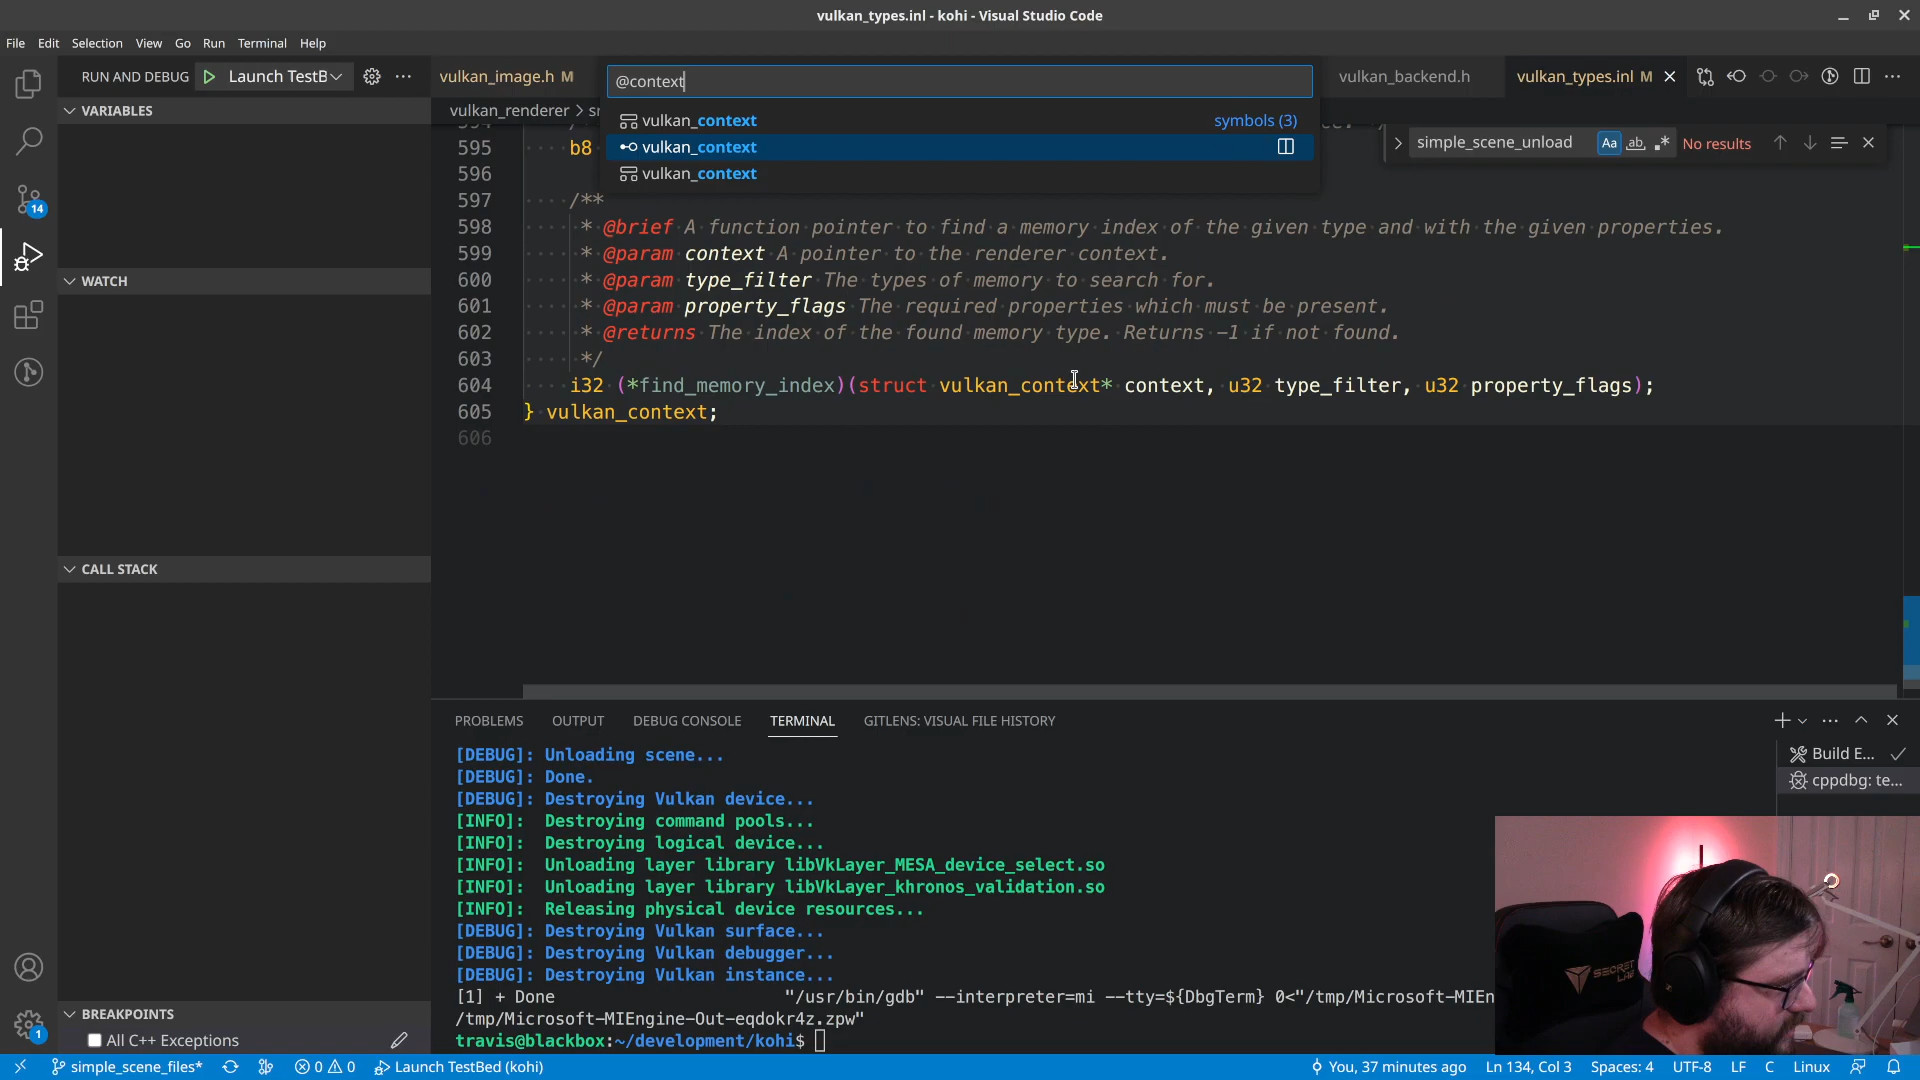 vulkan_types.inl - kohi - Visual Studio Code
File Edit Selection View Go Run Terminal Help
RUN AND DEBUG Launch TestB ···
vulkan_image.h M
@context
vulkan_backend.h
vulkan_types.inl M
VARIABLES
vulkan_renderer > sr
vulkan_context symbols (3)
vulkan_context
vulkan_context
simple_scene_unload Aa ab .* No results
595 b8
596
597 /**
598 * @brief A function pointer to find a memory index of the given type and with the given properties.
599 * @param context A pointer to the renderer context.
600 * @param type_filter The types of memory to search for.
601 * @param property_flags The required properties which must be present.
602 * @returns The index of the found memory type. Returns -1 if not found.
603 */
604 i32 (*find_memory_index)(struct vulkan_context* context, u32 type_filter, u32 property_flags);
605 } vulkan_context;
606
14
WATCH
CALL STACK
BREAKPOINTS
All C++ Exceptions
1
PROBLEMS OUTPUT DEBUG CONSOLE TERMINAL GITLENS: VISUAL FILE HISTORY
Build E...
cppdbg: te...
[DEBUG]: Unloading scene...
[DEBUG]: Done.
[DEBUG]: Destroying Vulkan device...
[INFO]: Destroying command pools...
[INFO]: Destroying logical device...
[INFO]: Unloading layer library libVkLayer_MESA_device_select.so
[INFO]: Unloading layer library libVkLayer_khronos_validation.so
[INFO]: Releasing physical device resources...
[DEBUG]: Destroying Vulkan surface...
[DEBUG]: Destroying Vulkan debugger...
[DEBUG]: Destroying Vulkan instance...
[1] + Done "/usr/bin/gdb" --interpreter=mi --tty=${DbgTerm} 0<"/tmp/Microsoft-MIEn
/tmp/Microsoft-MIEngine-Out-eqdokr4z.zpw"
travis@blackbox:~/development/kohi$
SECRET LAB
simple_scene_files* 0 0 Launch TestBed (kohi)
You, 37 minutes ago Ln 134, Col 3 Spaces: 4 UTF-8 LF C Linux